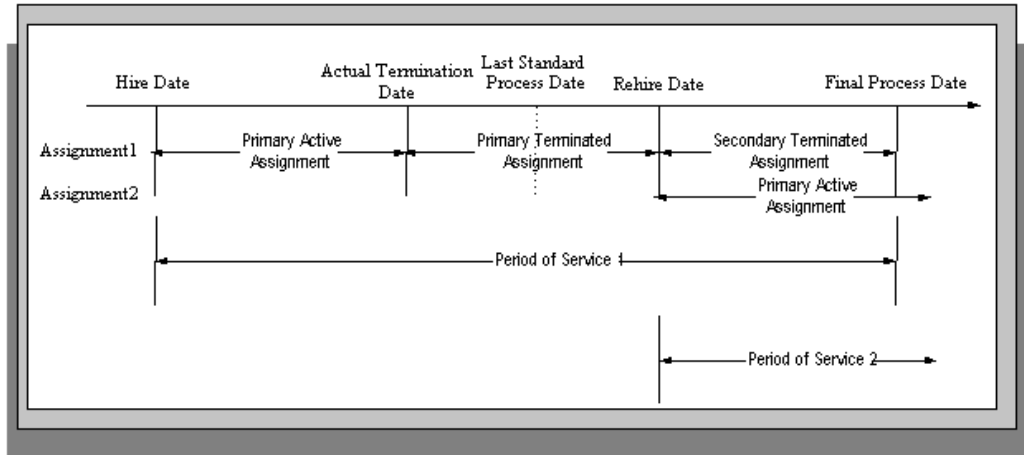 Hire Date
Actual Termination
Date
Last Standard
Process Date
Rehire Date
Final Process Date
Assignment1
Primary Active
Assignment
Primary Terminated
Assignment
Secondary Terminated
Assignment
Assignment2
Primary Active
Assignment
Period of Service 1
Period of Service 2